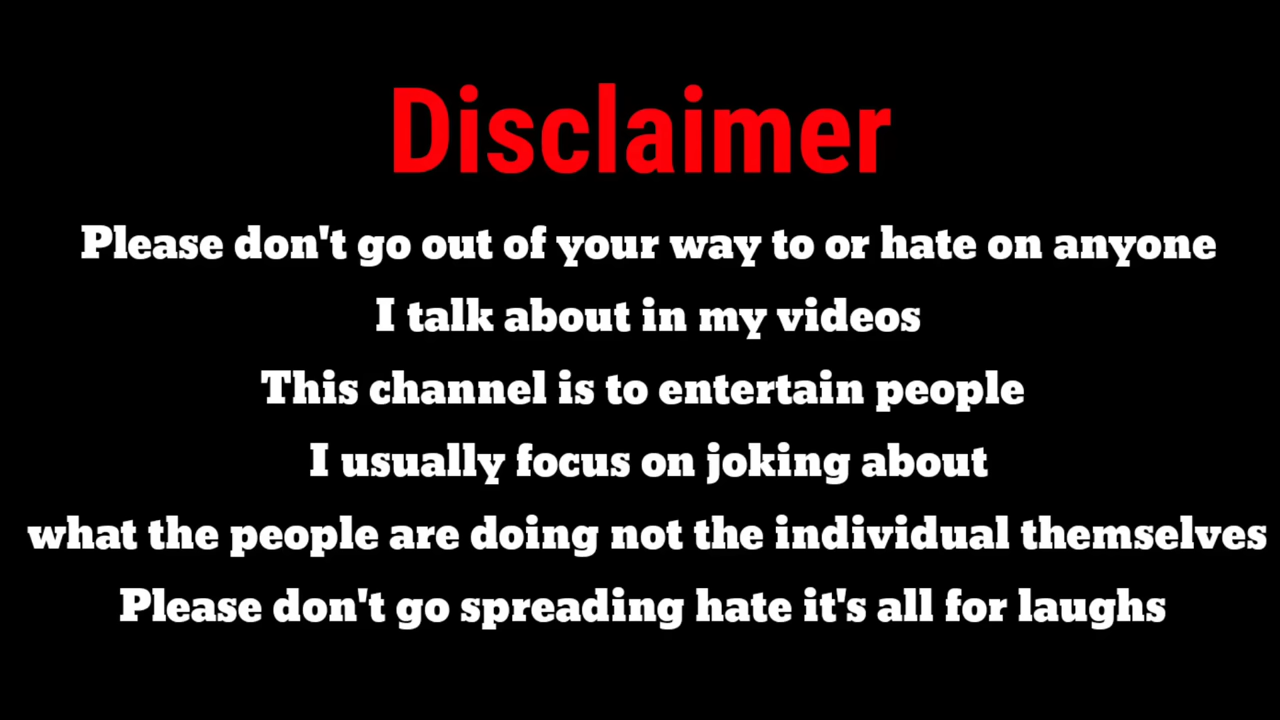 Disclaimer
Please don't go out of your way to or hate on anyone
I talk about in my videos
This channel is to entertain people
I usually focus on joking about
what the people are doing not the individual themselves
Please don't go spreading hate it's all for laughs